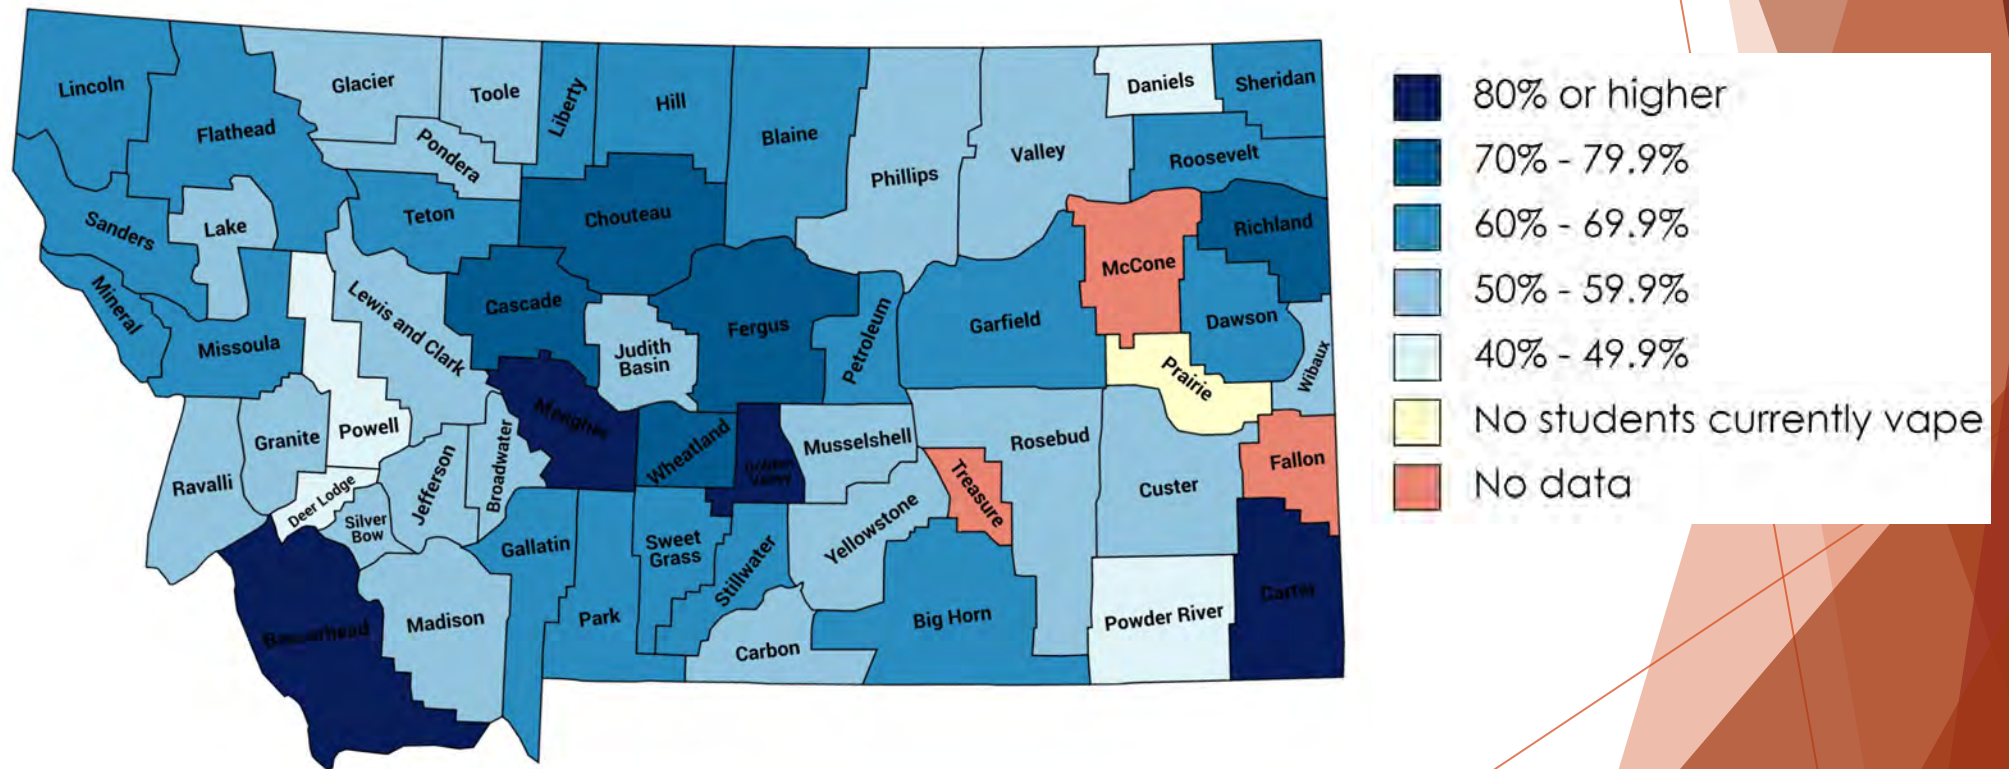 Lincoln
Flathead
Glacier
Toole
Liberty
Hill
Blaine
Phillips
Valley
Daniels
Sheridan
Roosevelt
Pondera
Teton
Chouteau
Sanders
Lake
Richland
McCone
Mineral
Missoula
Lewis and Clark
Cascade
Judith
Basin
Fergus
Petroleum
Garfield
Dawson
Prairie
Wibaux
Ravalli
Granite
Powell
Deer Lodge
Silver
Bow
Jefferson
Broadwater
Meagher
Wheatland
Golden
Valley
Musselshell
Rosebud
Treasure
Custer
Fallon
Beaverhead
Madison
Gallatin
Park
Sweet
Grass
Stillwater
Yellowstone
Carbon
Big Horn
Powder River
Carter
80% or higher
70% - 79.9%
60% - 69.9%
50% - 59.9%
40% - 49.9%
No students currently vape
No data